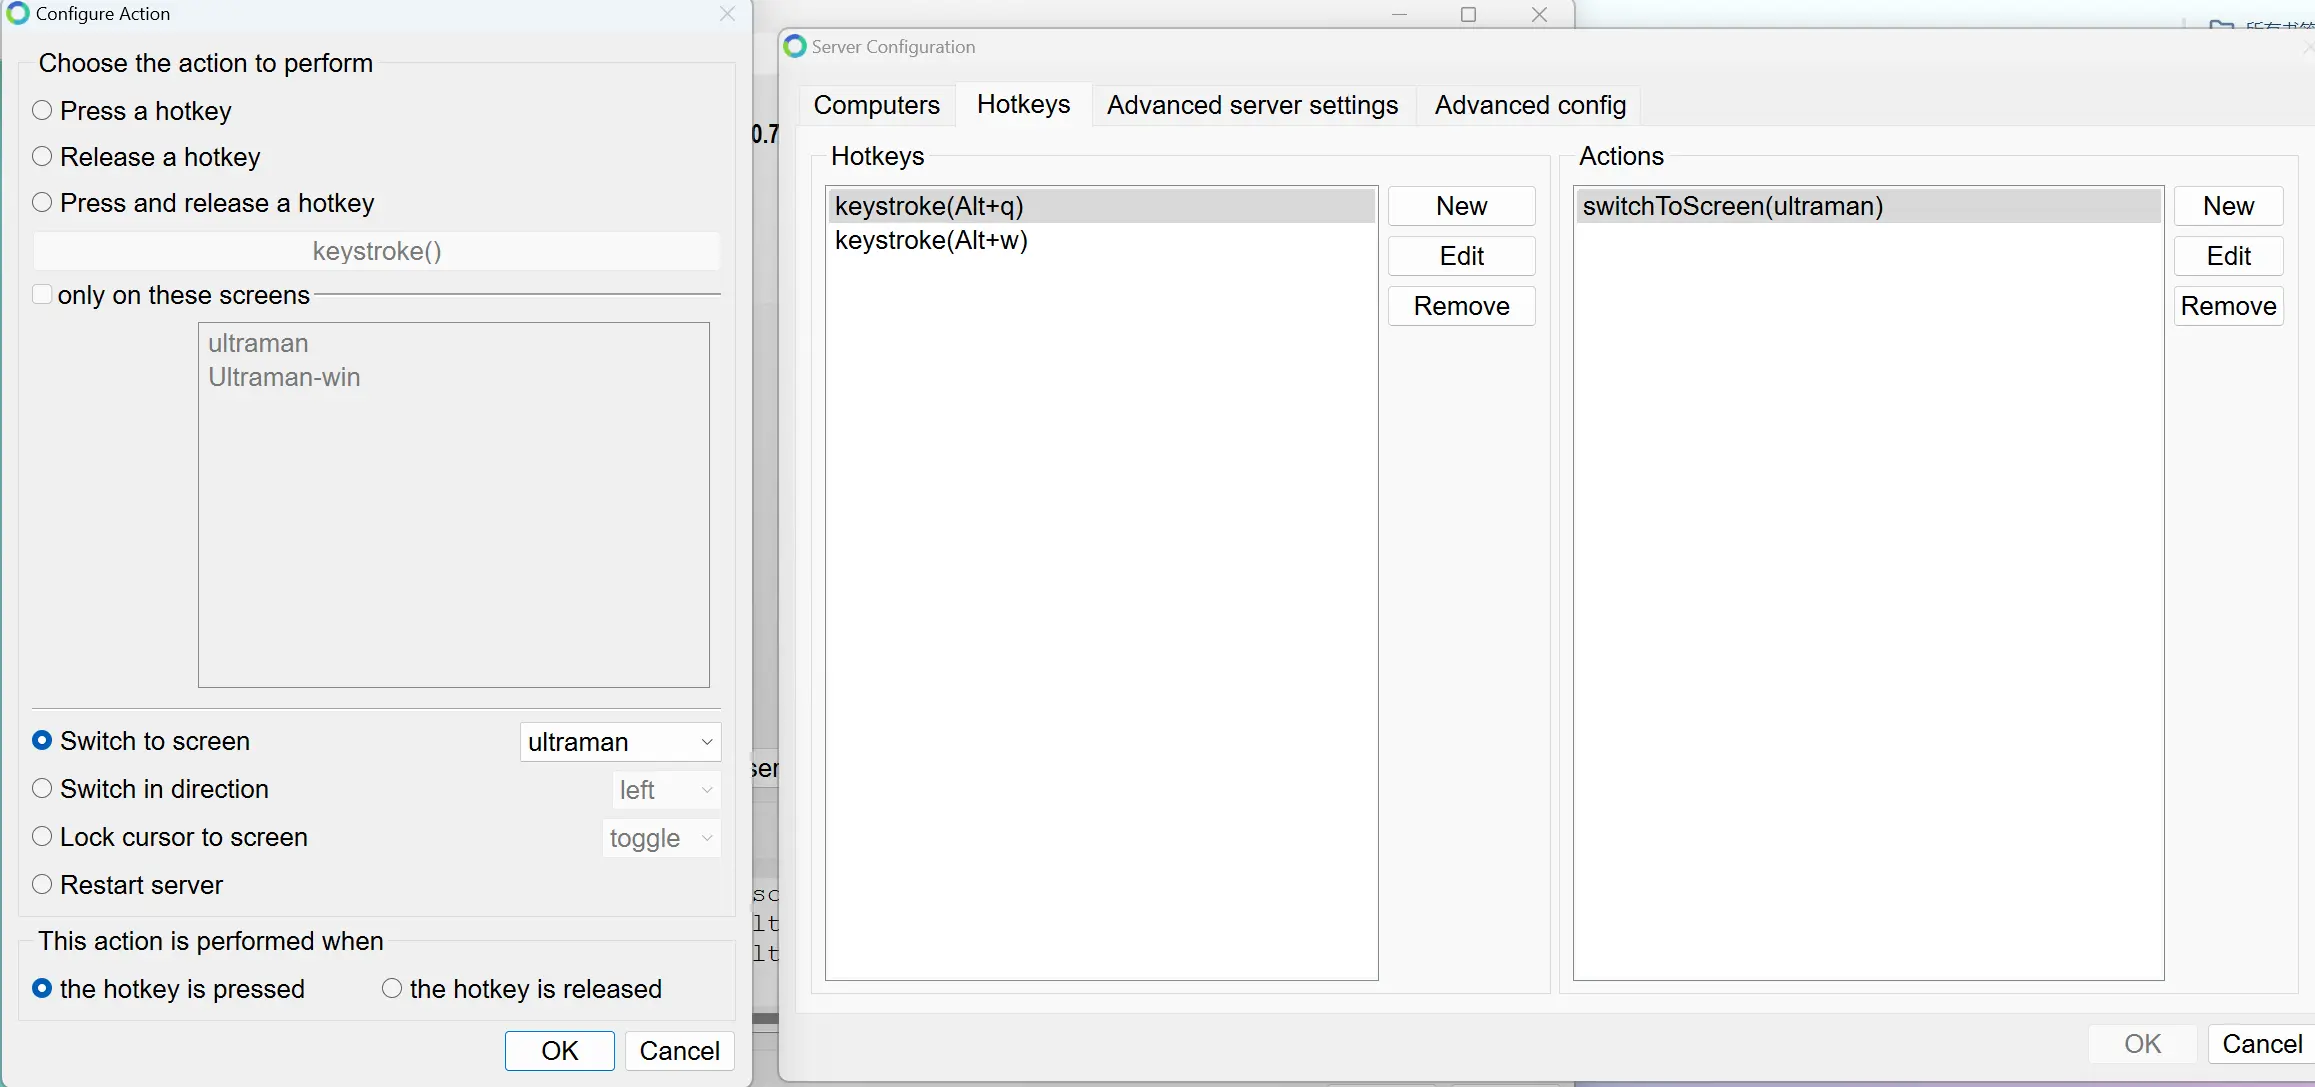 Configure Action
Choose the action to perform
Press a hotkey
Release a hotkey
Press and release a hotkey
keystroke()
only on these screens
ultraman
Ultraman-win
Switch to screen
ultraman
Switch in direction
left
Lock cursor to screen
toggle
Restart server
This action is performed when
the hotkey is pressed
the hotkey is released
OK
Cancel
0.7
ser
sc
lt
lt
Server Configuration
Computers
Hotkeys
Advanced server settings
Advanced config
Hotkeys
keystroke(Alt+q)
keystroke(Alt+w)
New
Edit
Remove
Actions
switchToScreen(ultraman)
New
Edit
Remove
OK
Cancel